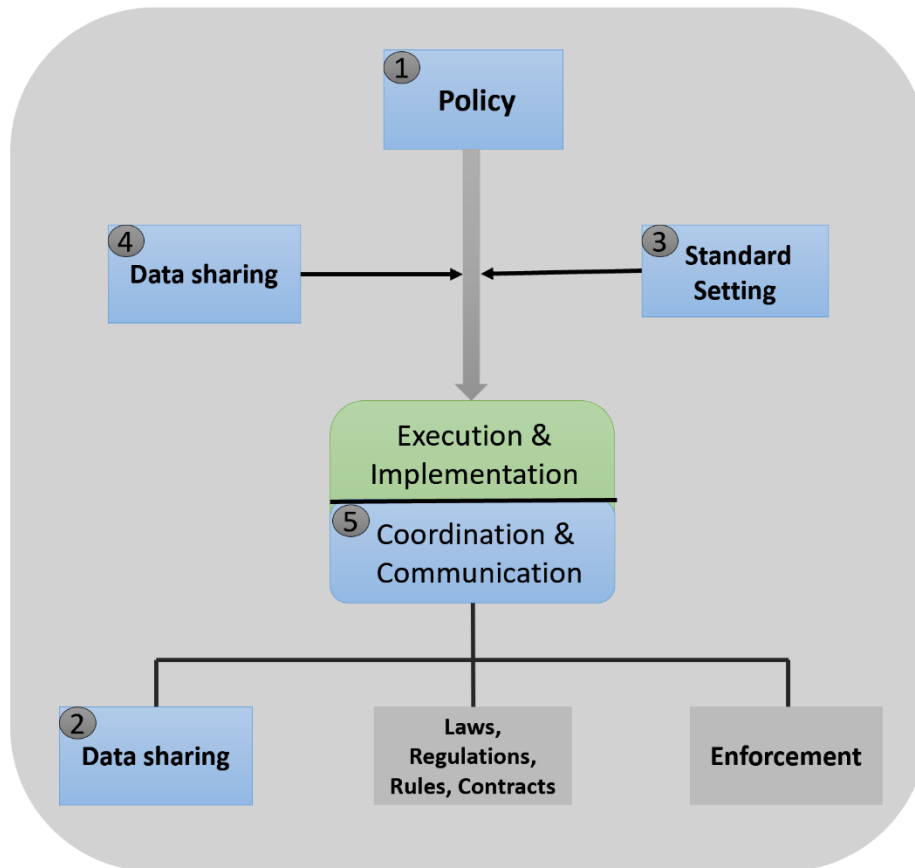 1
Policy
4
Data sharing
3
Standard
Setting
Execution &
Implementation
5
Coordination &
Communication
2
Data sharing
Laws,
Regulations,
Rules, Contracts
Enforcement